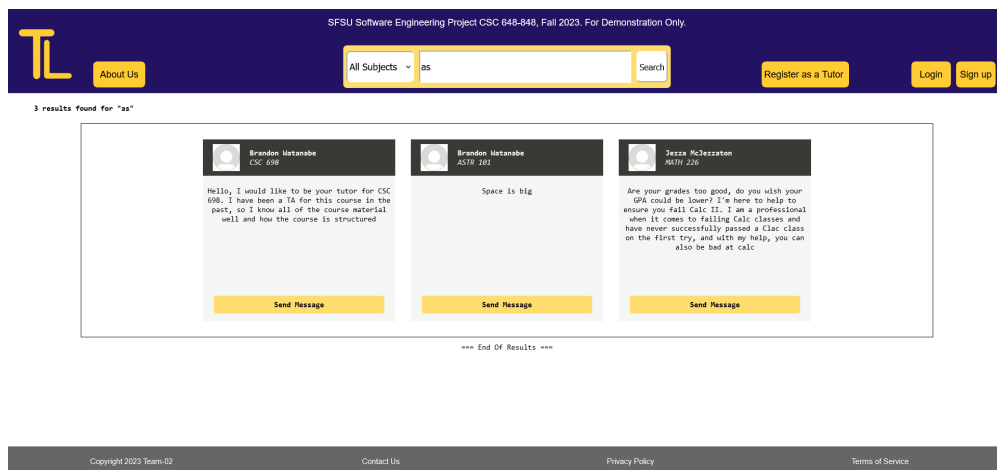 SFSU Software Engineering Project CSC 648-848, Fall 2023. For Demonstration Only.
TL
About Us
All Subjects
as
Search
Register as a Tutor
Login
Sign up
3 results found for "as"
Brandon Watanabe
CSC 698
Hello, I would like to be your tutor for CSC
698. I have been a TA for this course in the
past, so I know all of the course material
well and how the course is structured
Send Message
Brandon Watanabe
ASTR 101
Space is big
Send Message
Jezza McJezzaton
MATH 226
Are your grades too good, do you wish your
GPA could be lower? I'm here to help to
ensure you fail Calc II. I am a professional
when it comes to failing Calc classes and
have never successfully passed a Clac class
on the first try, and with my help, you can
also be bad at calc
Send Message
=== End Of Results ===
Copyright 2023 Team-02
Contact Us
Privacy Policy
Terms of Service